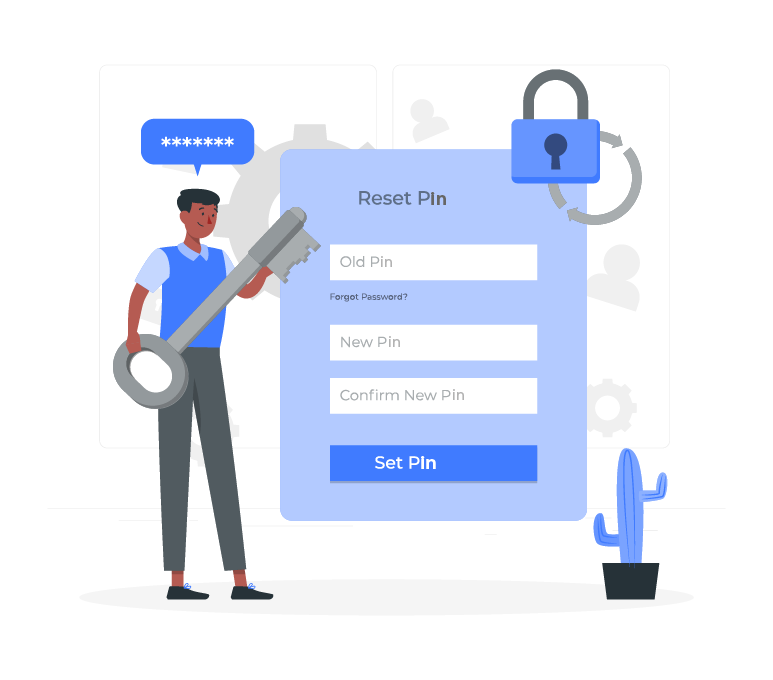 *******
Reset Pin
Old Pin
Forgot Password?
New Pin
Confirm New Pin
Set Pin